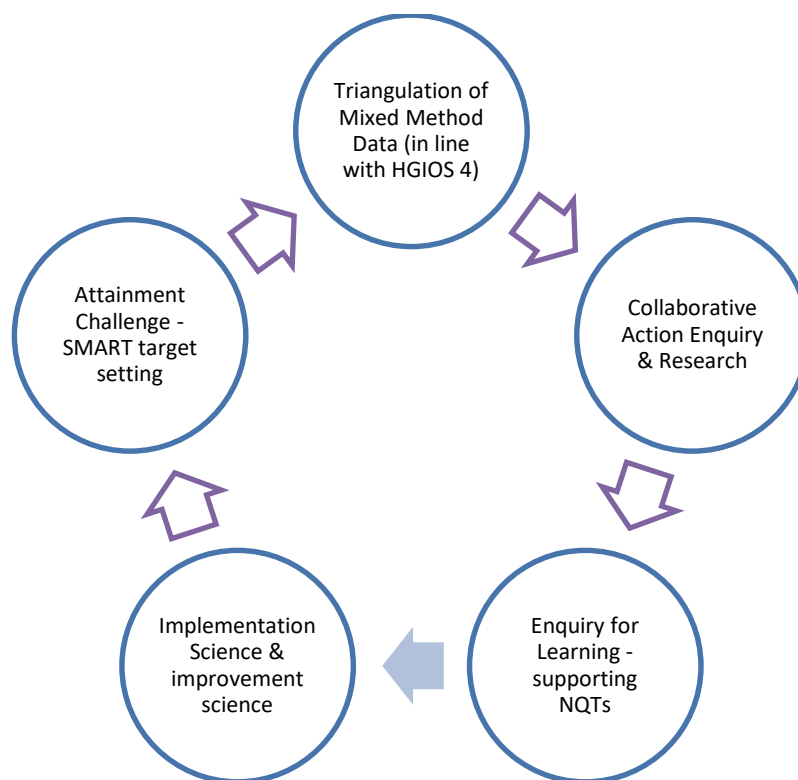 Triangulation of
Mixed Method
Data (in line
with HGIOS 4)
Collaborative
Action Enquiry
& Research
Enquiry for
Learning -
supporting
NQTs
Implementation
Science &
improvement
science
Attainment
Challenge -
SMART target
setting